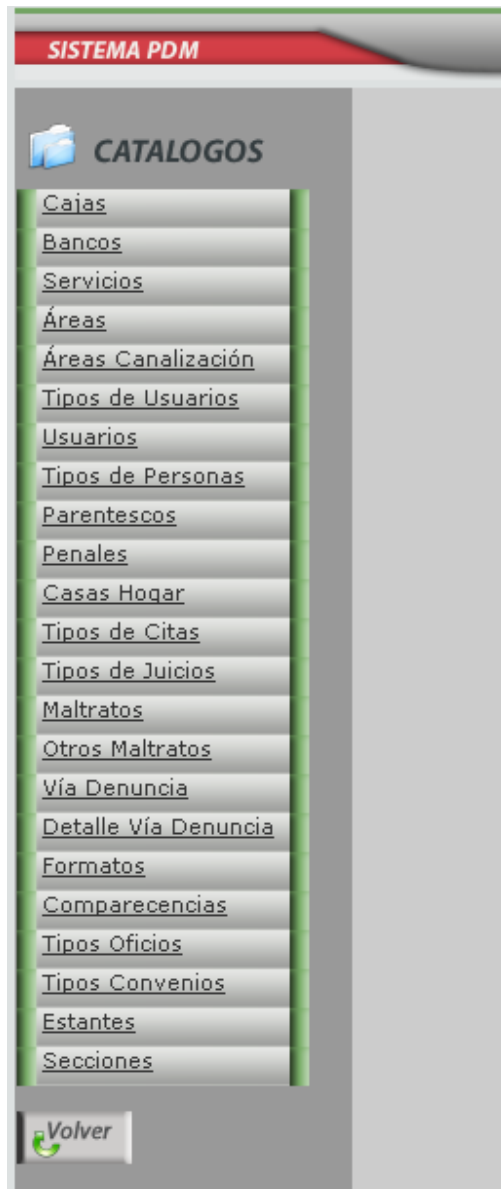 SISTEMA PDM
CATALOGOS
Cajas
Bancos
Servicios
Áreas
Áreas Canalización
Tipos de Usuarios
Usuarios
Tipos de Personas
Parentescos
Penales
Casas Hogar
Tipos de Citas
Tipos de Juicios
Maltratos
Otros Maltratos
Vía Denuncia
Detalle Vía Denuncia
Formatos
Comparecencias
Tipos Oficios
Tipos Convenios
Estantes
Secciones
Volver